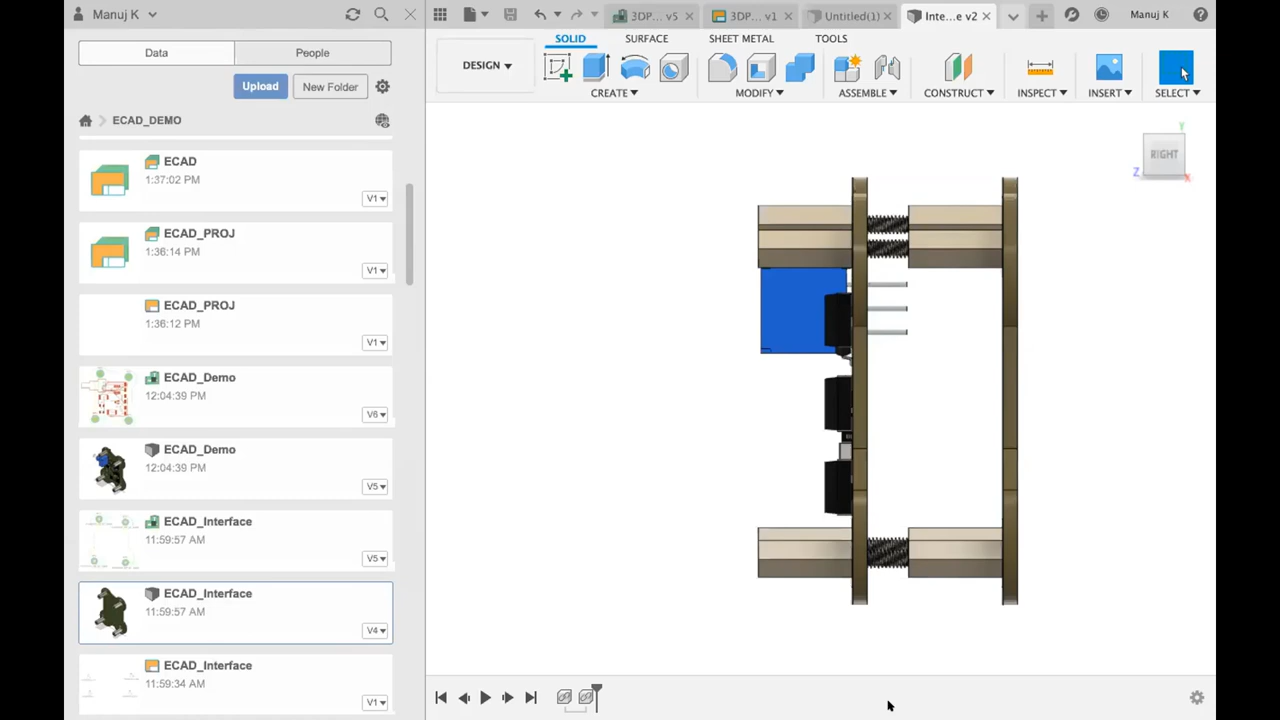 Manuj K
Data
People
Upload
New Folder
ECAD_DEMO
ECAD
1:37:02 PM
V1
ECAD_PROJ
1:36:14 PM
V1
ECAD_PROJ
1:36:12 PM
V1
ECAD_Demo
12:04:39 PM
V6
ECAD_Demo
12:04:39 PM
V5
ECAD_Interface
11:59:57 AM
V5
ECAD_Interface
11:59:57 AM
V4
ECAD_Interface
11:59:34 AM
V1
3DP... v5
3DP... v1
Untitled(1)
Inte...e v2
Manuj K
DESIGN
SOLID
SURFACE
SHEET METAL
TOOLS
CREATE
MODIFY
ASSEMBLE
CONSTRUCT
INSPECT
INSERT
SELECT
Y
RIGHT
Z
X